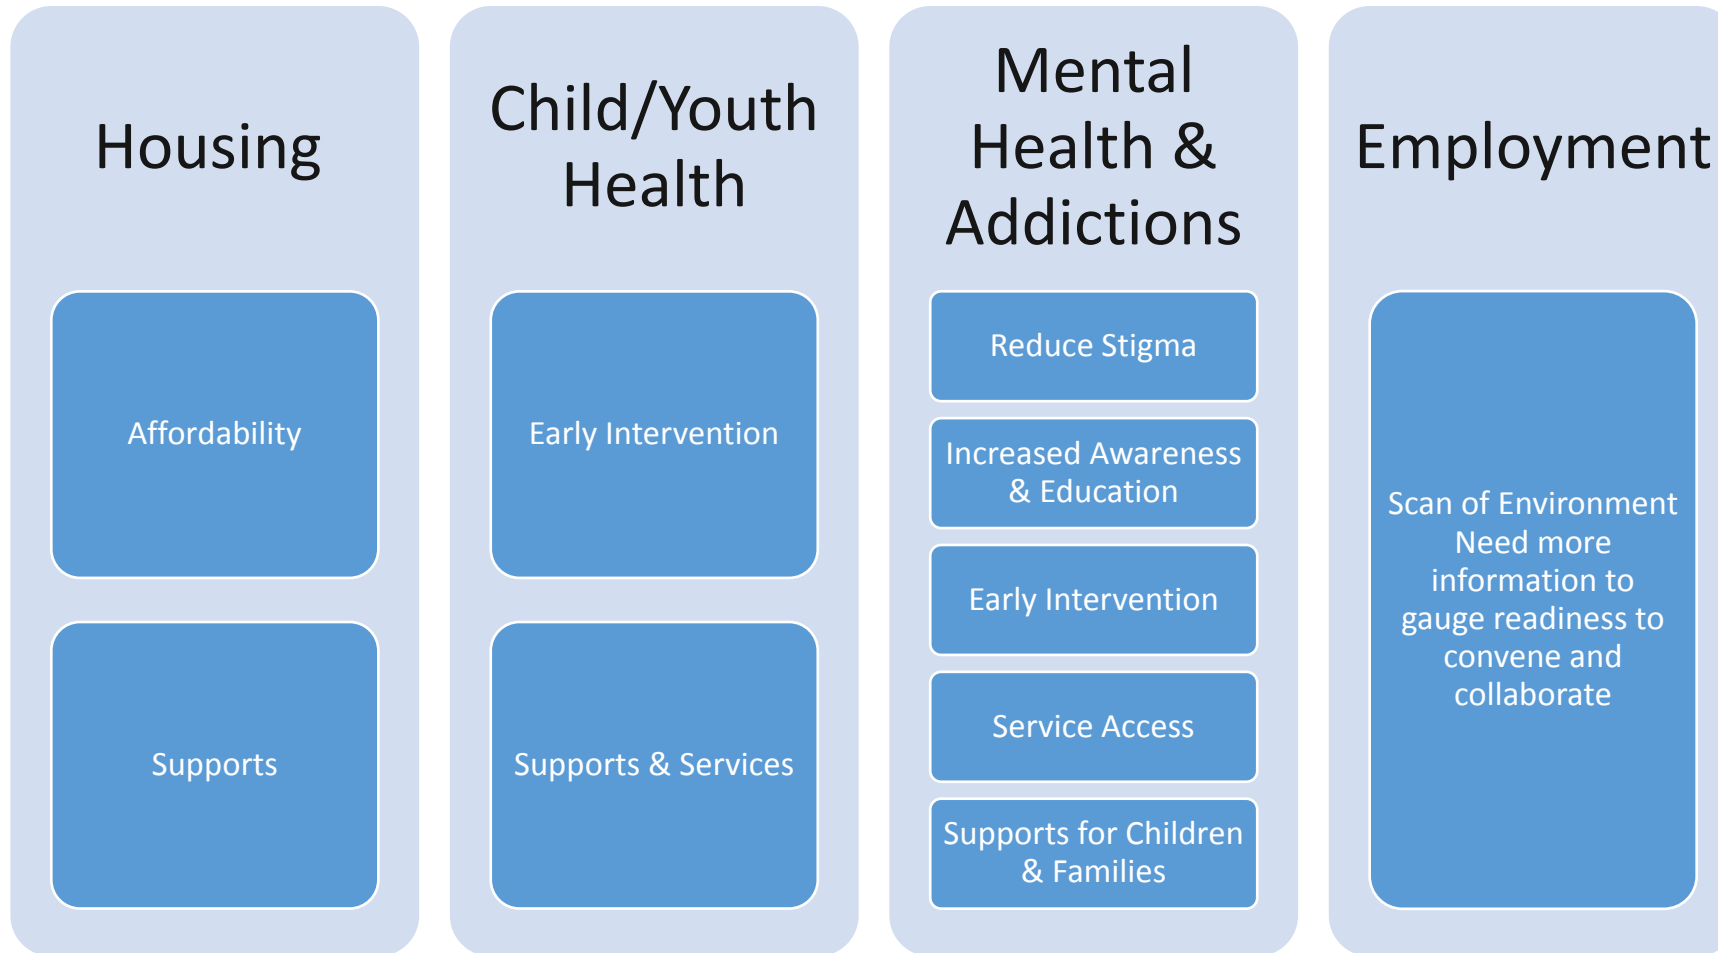 Housing
Affordability
Supports
Child/Youth
Health
Early Intervention
Supports & Services
Mental
Health &
Addictions
Reduce Stigma
Increased Awareness
& Education
Early Intervention
Service Access
Supports for Children
& Families
Employment
Scan of Environment
Need more
information to
gauge readiness to
convene and
collaborate